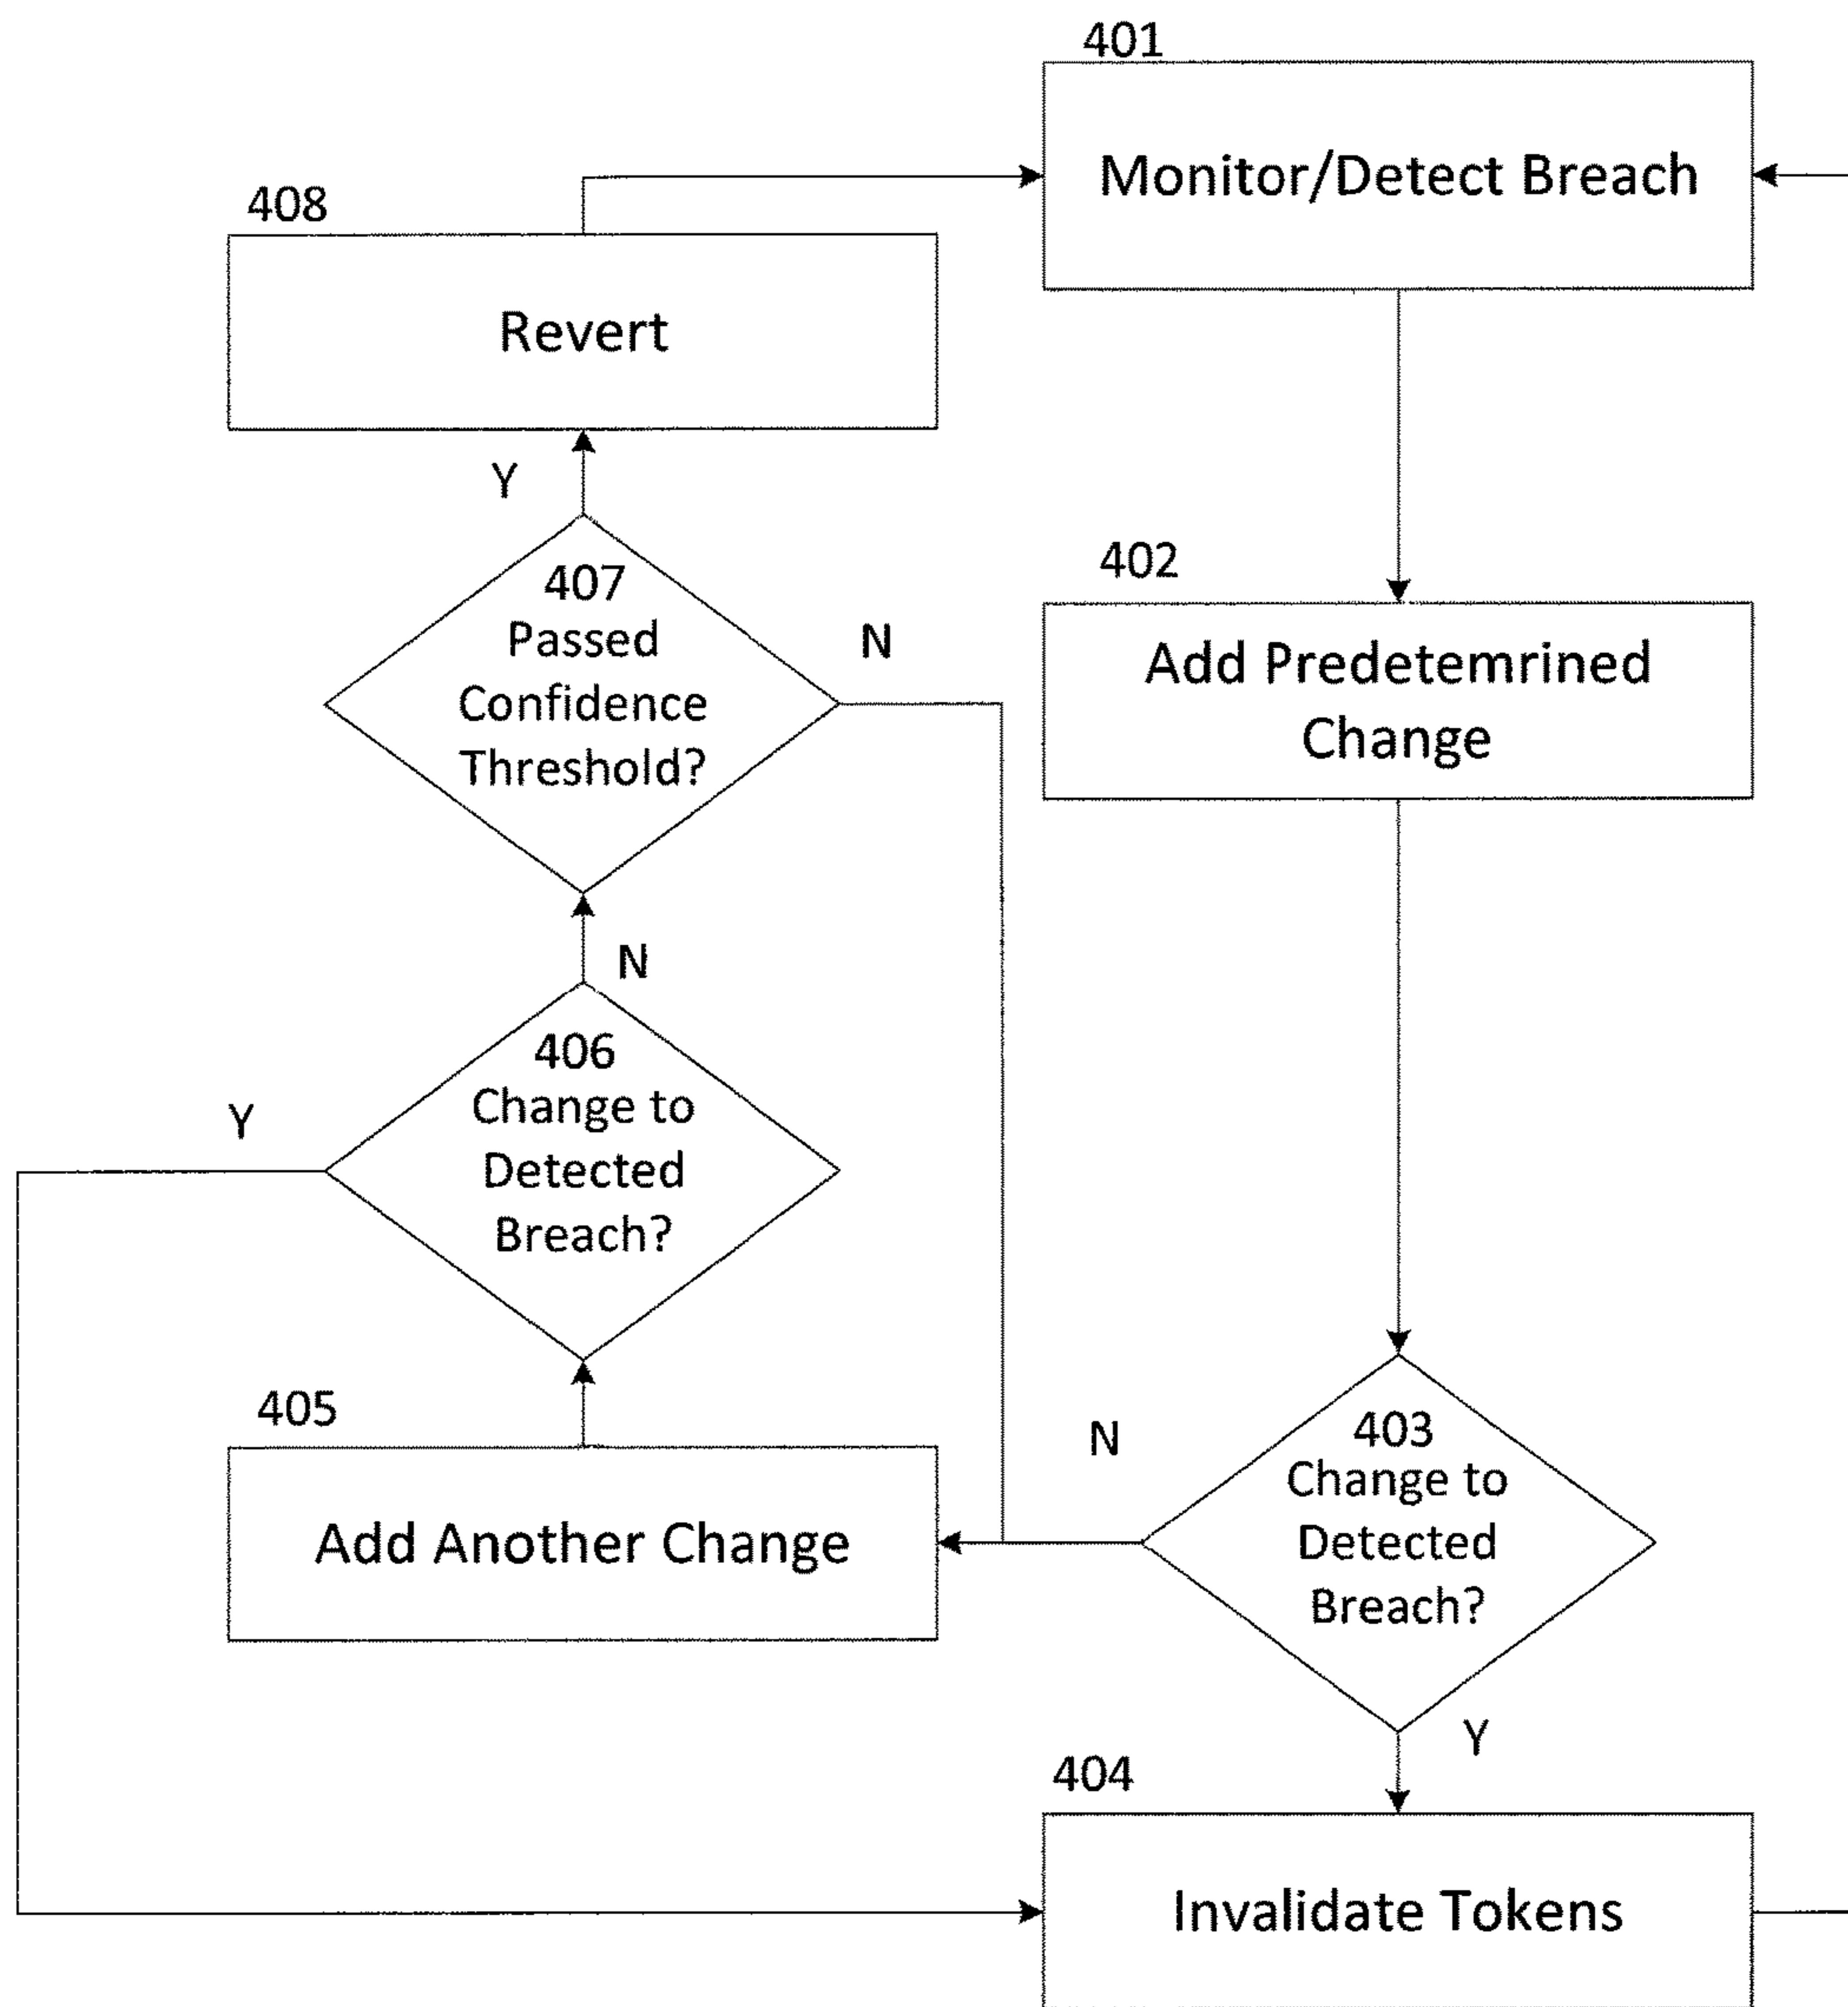 401
Monitor/Detect Breach
408
Revert
Y
407
Passed
Confidence
Threshold?
N
402
Add Predetemrined
Change
N
406
Change to
Detected
Breach?
Y
405
Add Another Change
N
403
Change to
Detected
Breach?
Y
404
Invalidate Tokens